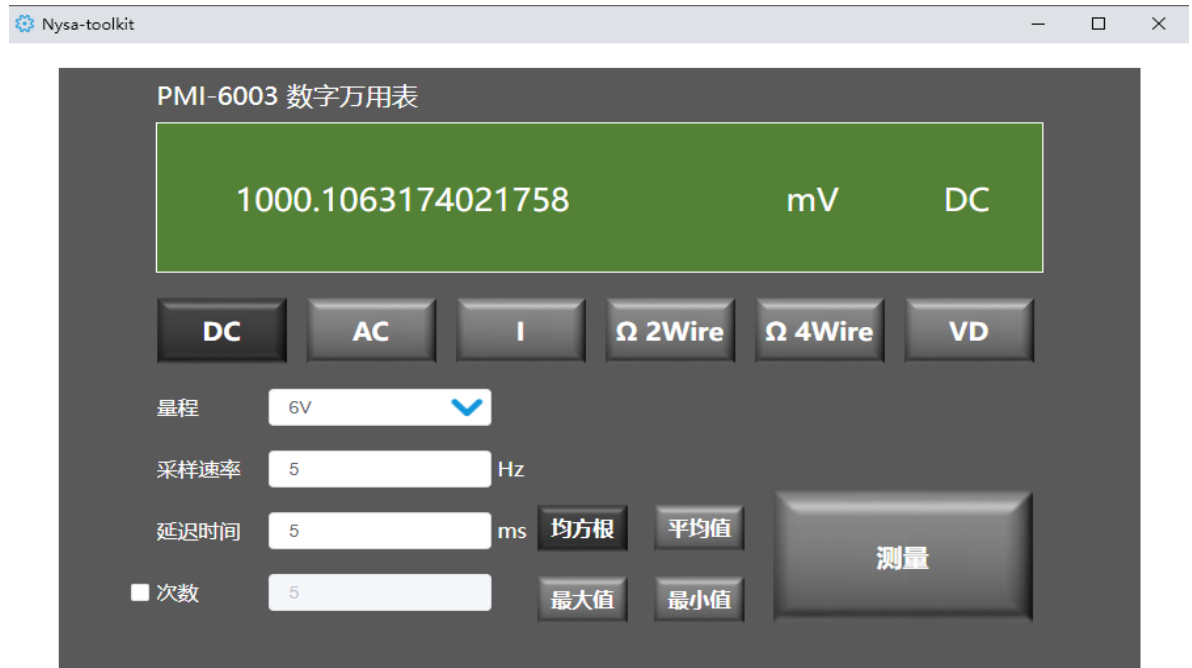 Nysa-toolkit
PMI-6003 数字万用表
1000.1063174021758 mV DC
DC AC I Ω 2Wire Ω 4Wire VD
量程 6V
采样速率 5 Hz
延迟时间 5 ms 均方根 平均值
测量
次数 5 最大值 最小值